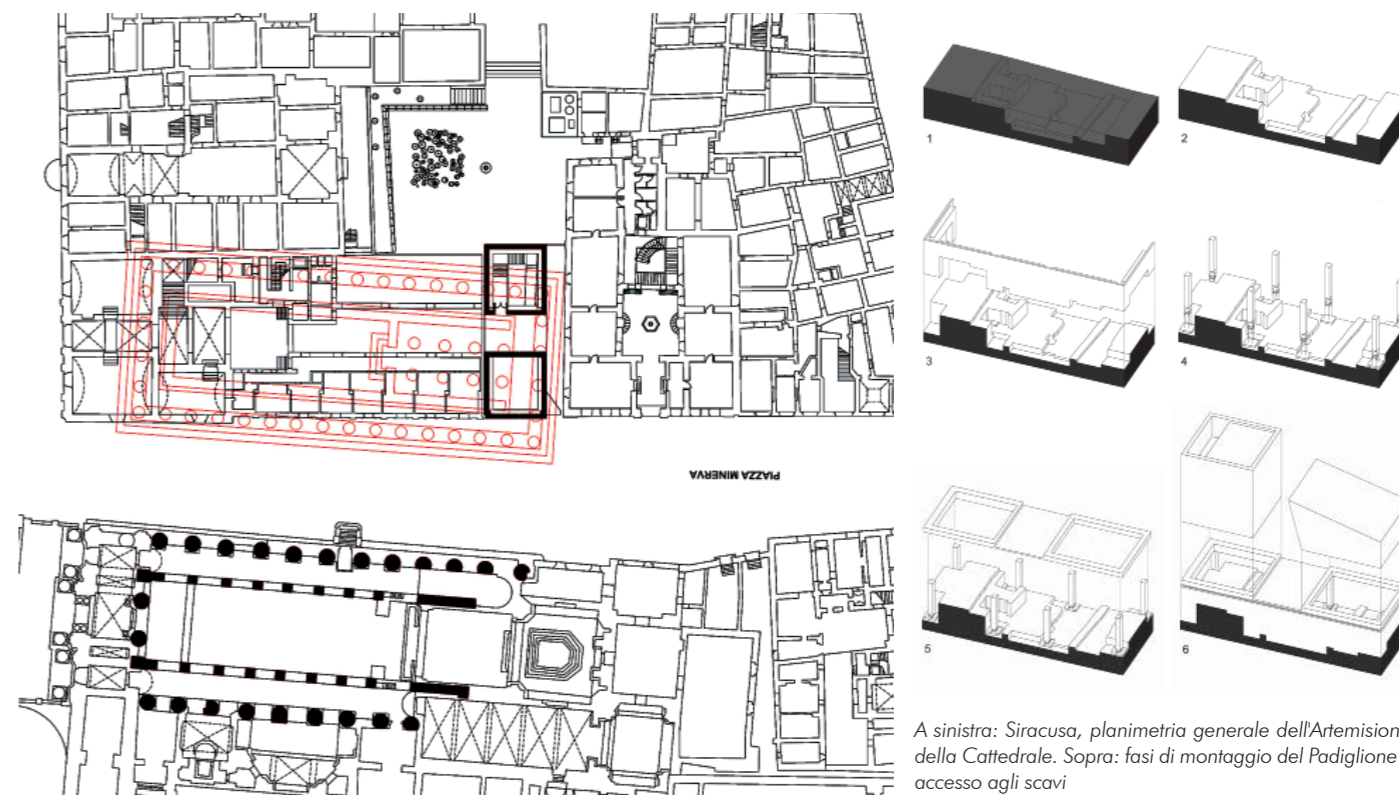 1
2
3
4
PIAZZA MINERVA
5
6
A sinistra: Siracusa, planimetria generale dell'Artemision
della Cattedrale. Sopra: fasi di montaggio del Padiglione
accesso agli scavi